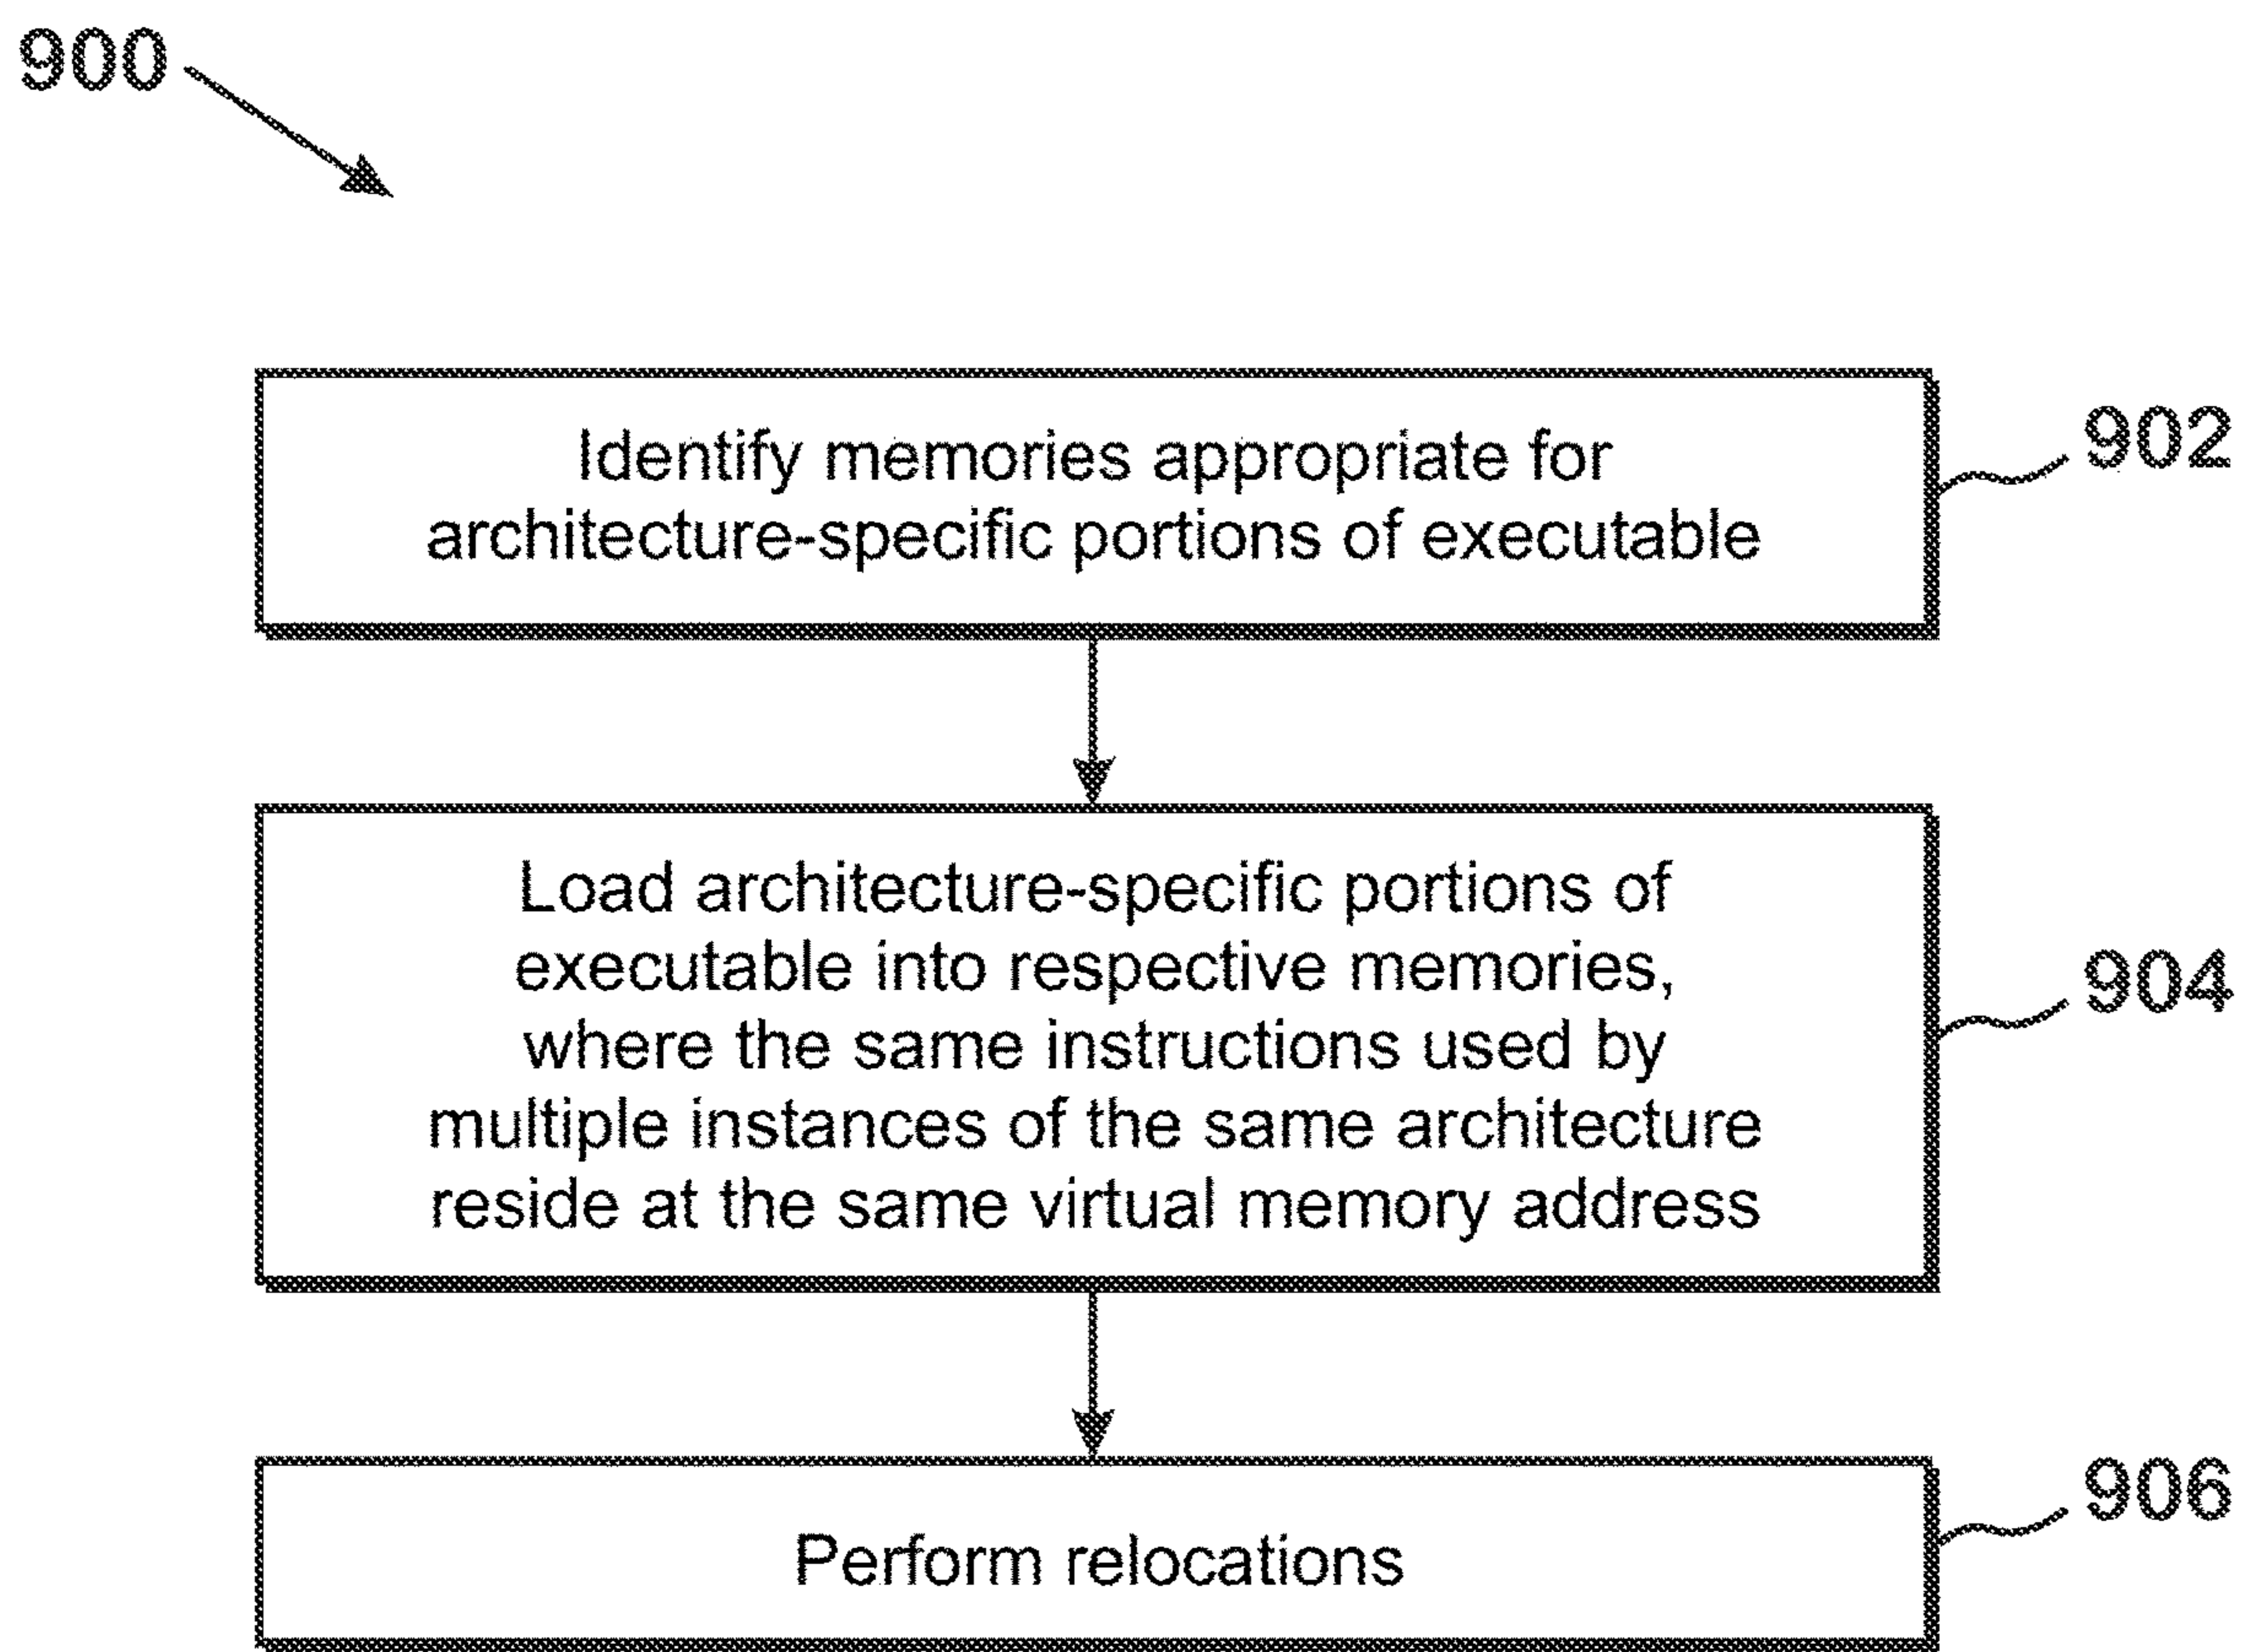 900
Identify memories appropriate for
architecture-specific portions of executable
902
Load architecture-specific portions of
executable into respective memories,
where the same instructions used by
multiple instances of the same architecture
reside at the same virtual memory address
904
Perform relocations
906